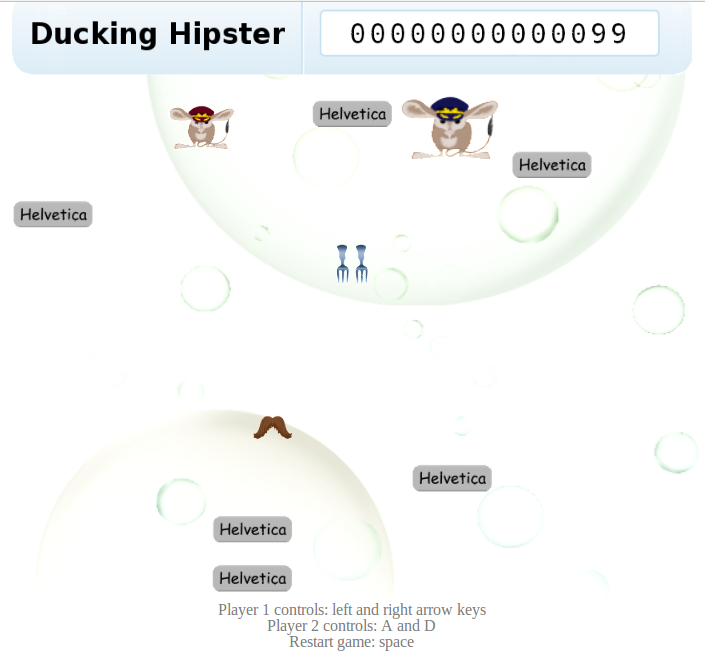 Ducking Hipster
0000000000099
Helvetica
Helvetica
Helvetica
Helvetica
Helvetica
Helvetica
Player 1 controls: left and right arrow keys
Player 2 controls: A and D
Restart game: space